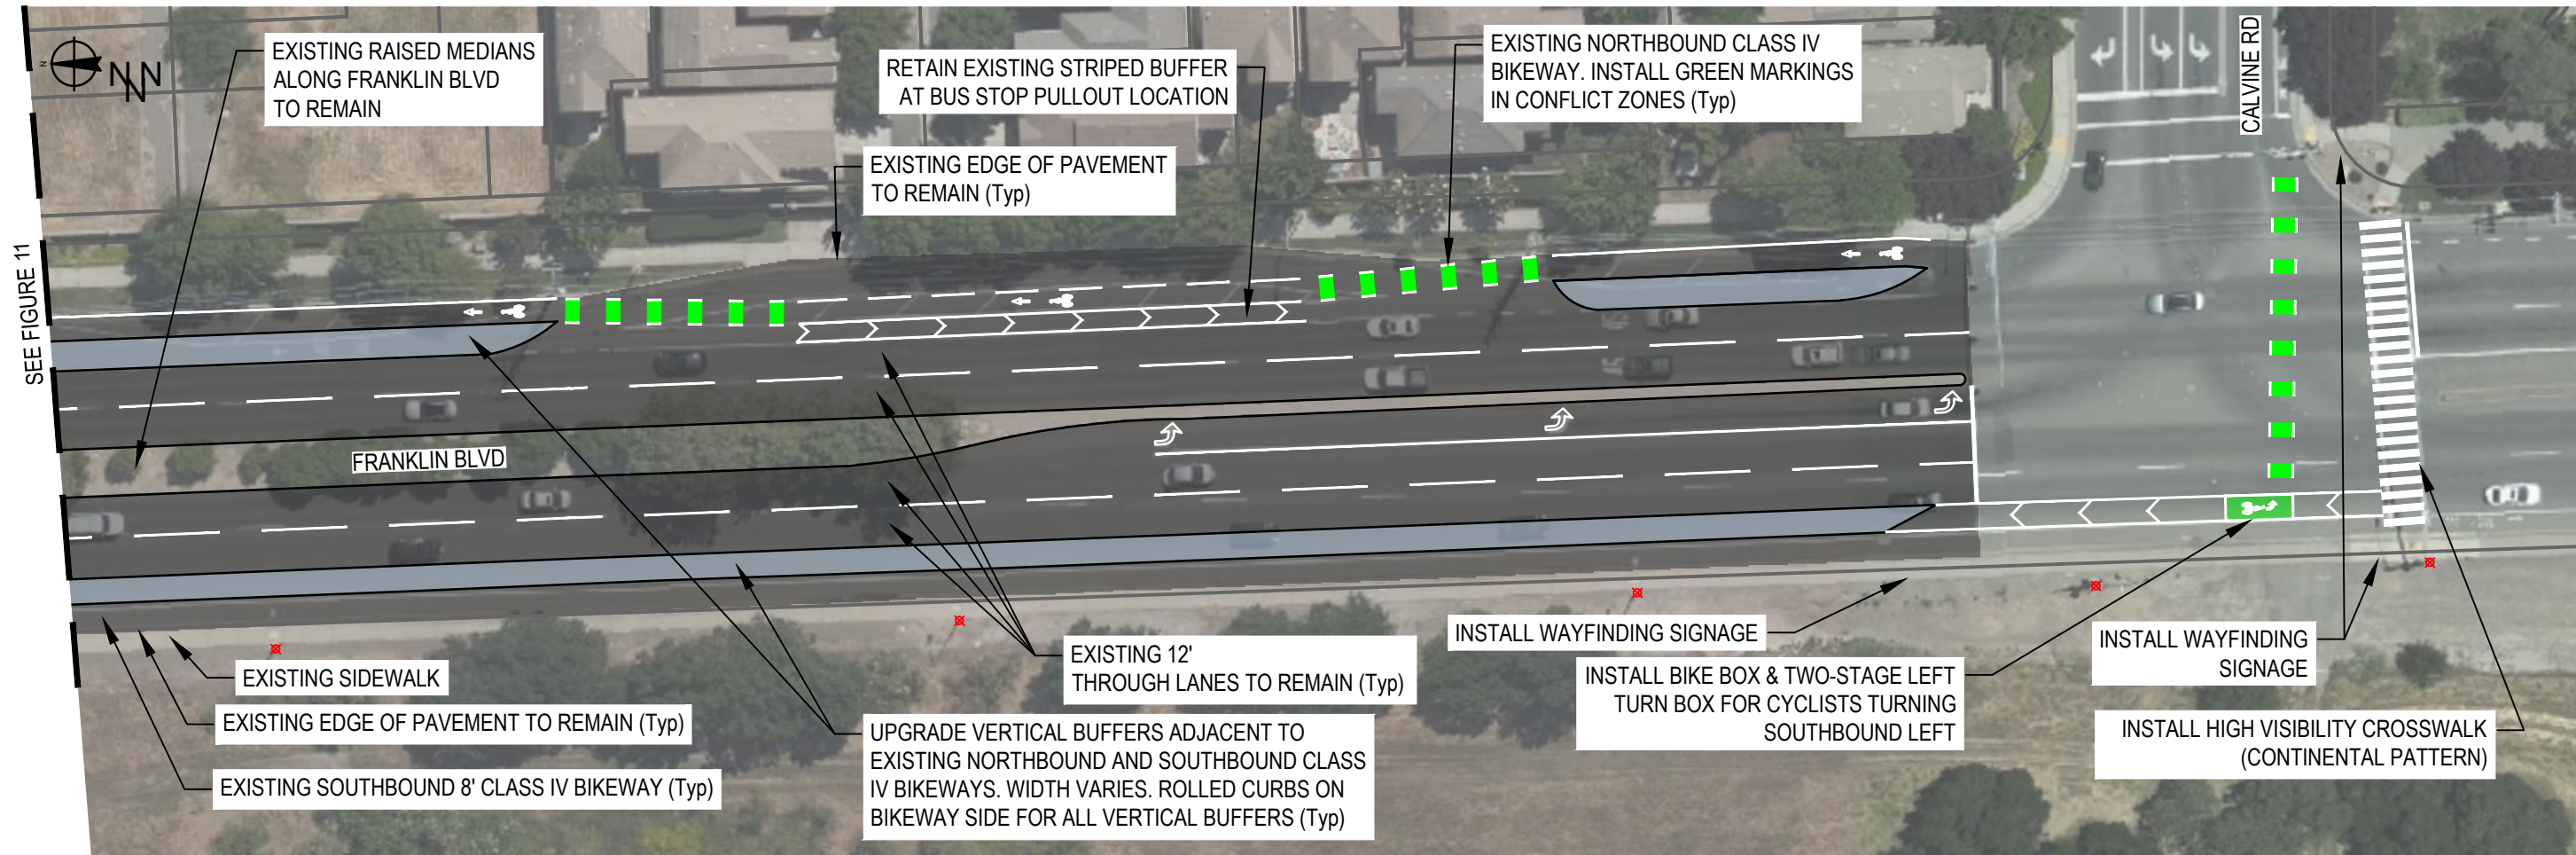 N
NN
N
EXISTING RAISED MEDIANS
ALONG FRANKLIN BLVD
TO REMAIN
RETAIN EXISTING STRIPED BUFFER
AT BUS STOP PULLOUT LOCATION
EXISTING NORTHBOUND CLASS IV
BIKEWAY. INSTALL GREEN MARKINGS
IN CONFLICT ZONES (Typ)
CALVINE RD
EXISTING EDGE OF PAVEMENT
TO REMAIN (Typ)
SEE FIGURE 11
FRANKLIN BLVD
EXISTING SIDEWALK
EXISTING EDGE OF PAVEMENT TO REMAIN (Typ)
EXISTING SOUTHBOUND 8' CLASS IV BIKEWAY (Typ)
EXISTING 12'
THROUGH LANES TO REMAIN (Typ)
UPGRADE VERTICAL BUFFERS ADJACENT TO
EXISTING NORTHBOUND AND SOUTHBOUND CLASS
IV BIKEWAYS. WIDTH VARIES. ROLLED CURBS ON
BIKEWAY SIDE FOR ALL VERTICAL BUFFERS (Typ)
INSTALL WAYFINDING SIGNAGE
INSTALL BIKE BOX & TWO-STAGE LEFT
TURN BOX FOR CYCLISTS TURNING
SOUTHBOUND LEFT
INSTALL WAYFINDING
SIGNAGE
INSTALL HIGH VISIBILITY CROSSWALK
(CONTINENTAL PATTERN)